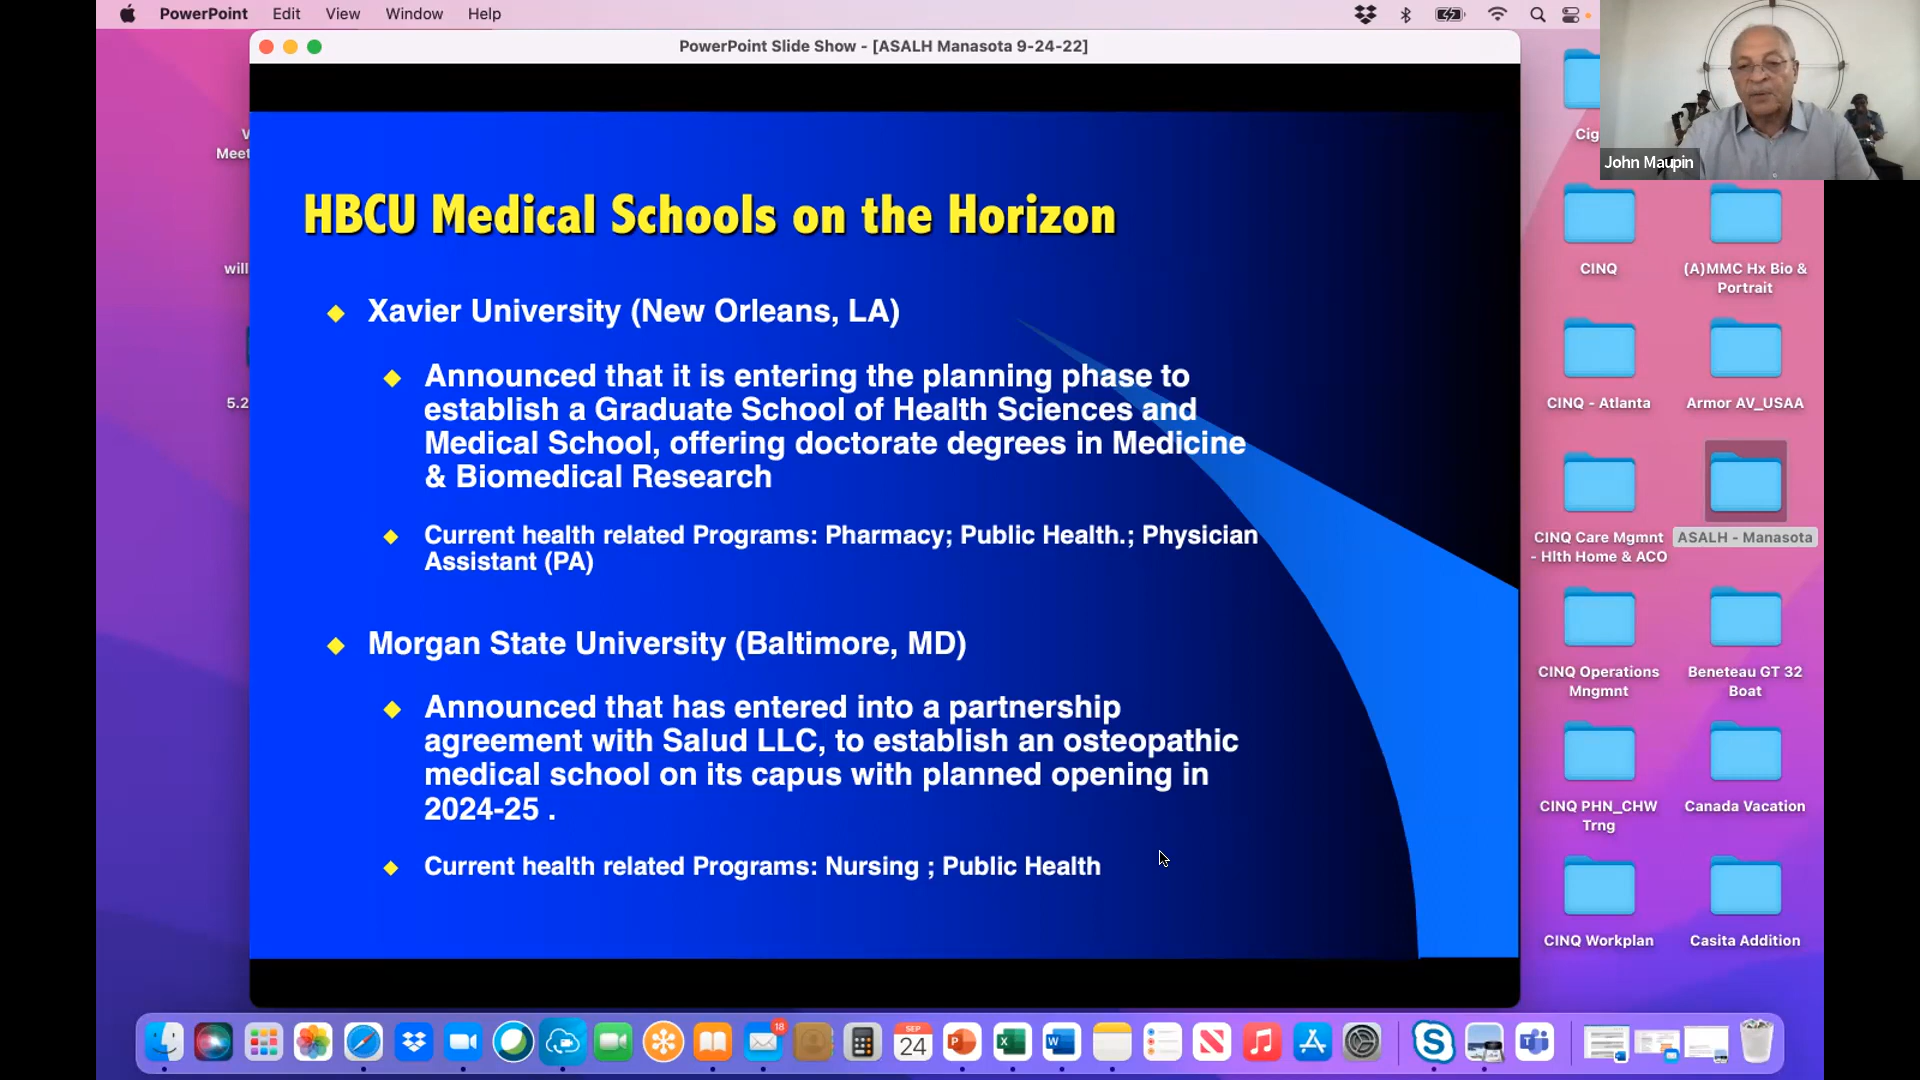 PowerPoint Edit View Window Help
PowerPoint Slide Show - [ASALH Manasota 9-24-22]
HBCU Medical Schools on the Horizon
Xavier University (New Orleans, LA)
Announced that it is entering the planning phase to
establish a Graduate School of Health Sciences and
Medical School, offering doctorate degrees in Medicine
& Biomedical Research
Current health related Programs: Pharmacy; Public Health.; Physician
Assistant (PA)
Morgan State University (Baltimore, MD)
Announced that has entered into a partnership
agreement with Salud LLC, to establish an osteopathic
medical school on its capus with planned opening in
2024-25 .
Current health related Programs: Nursing ; Public Health
John Maupin
V
Meet
will
5.2
Cig
CINQ
(A)MMC Hx Bio &
Portrait
CINQ - Atlanta
Armor AV_USAA
CINQ Care Mgmnt
- Hlth Home & ACO
ASALH - Manasota
CINQ Operations
Mngmnt
Beneteau GT 32
Boat
CINQ PHN_CHW
Trng
Canada Vacation
CINQ Workplan
Casita Addition
18
SEP
24